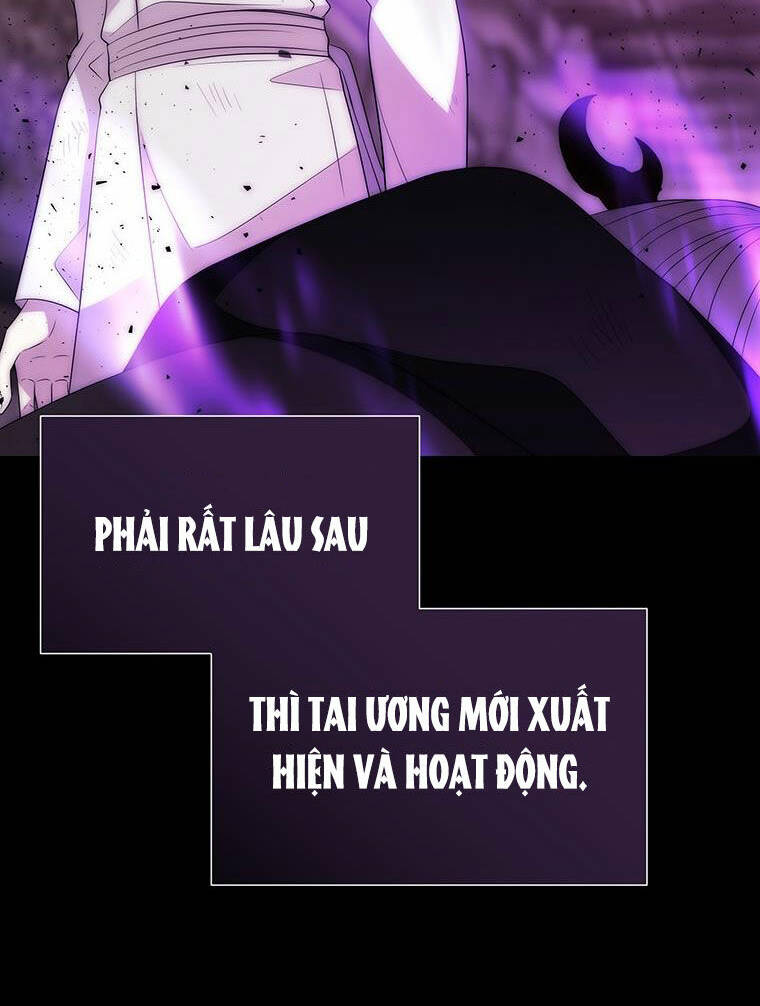 PHẢI RẤT LÂU SAU
THÌ TAI ƯƠNG MỚI XUẤT
HIỆN VÀ HOẠT ĐỘNG.